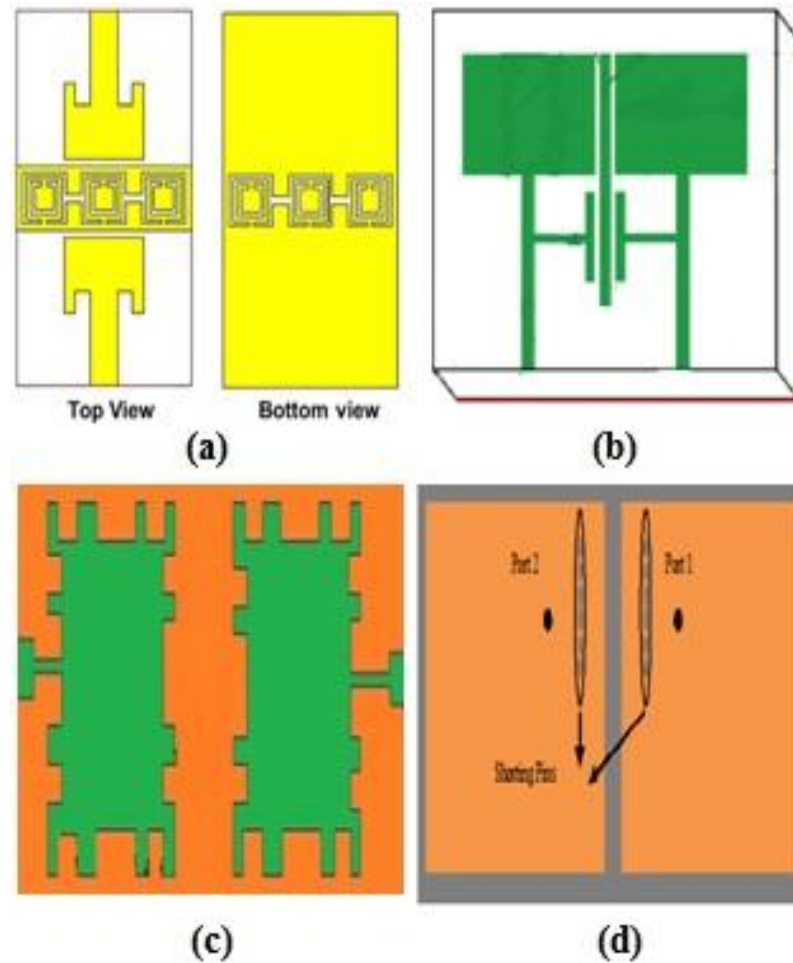 Top View
Bottom view
(a)
(b)
Port 2
Port 1
Shorting Pins
(c)
(d)